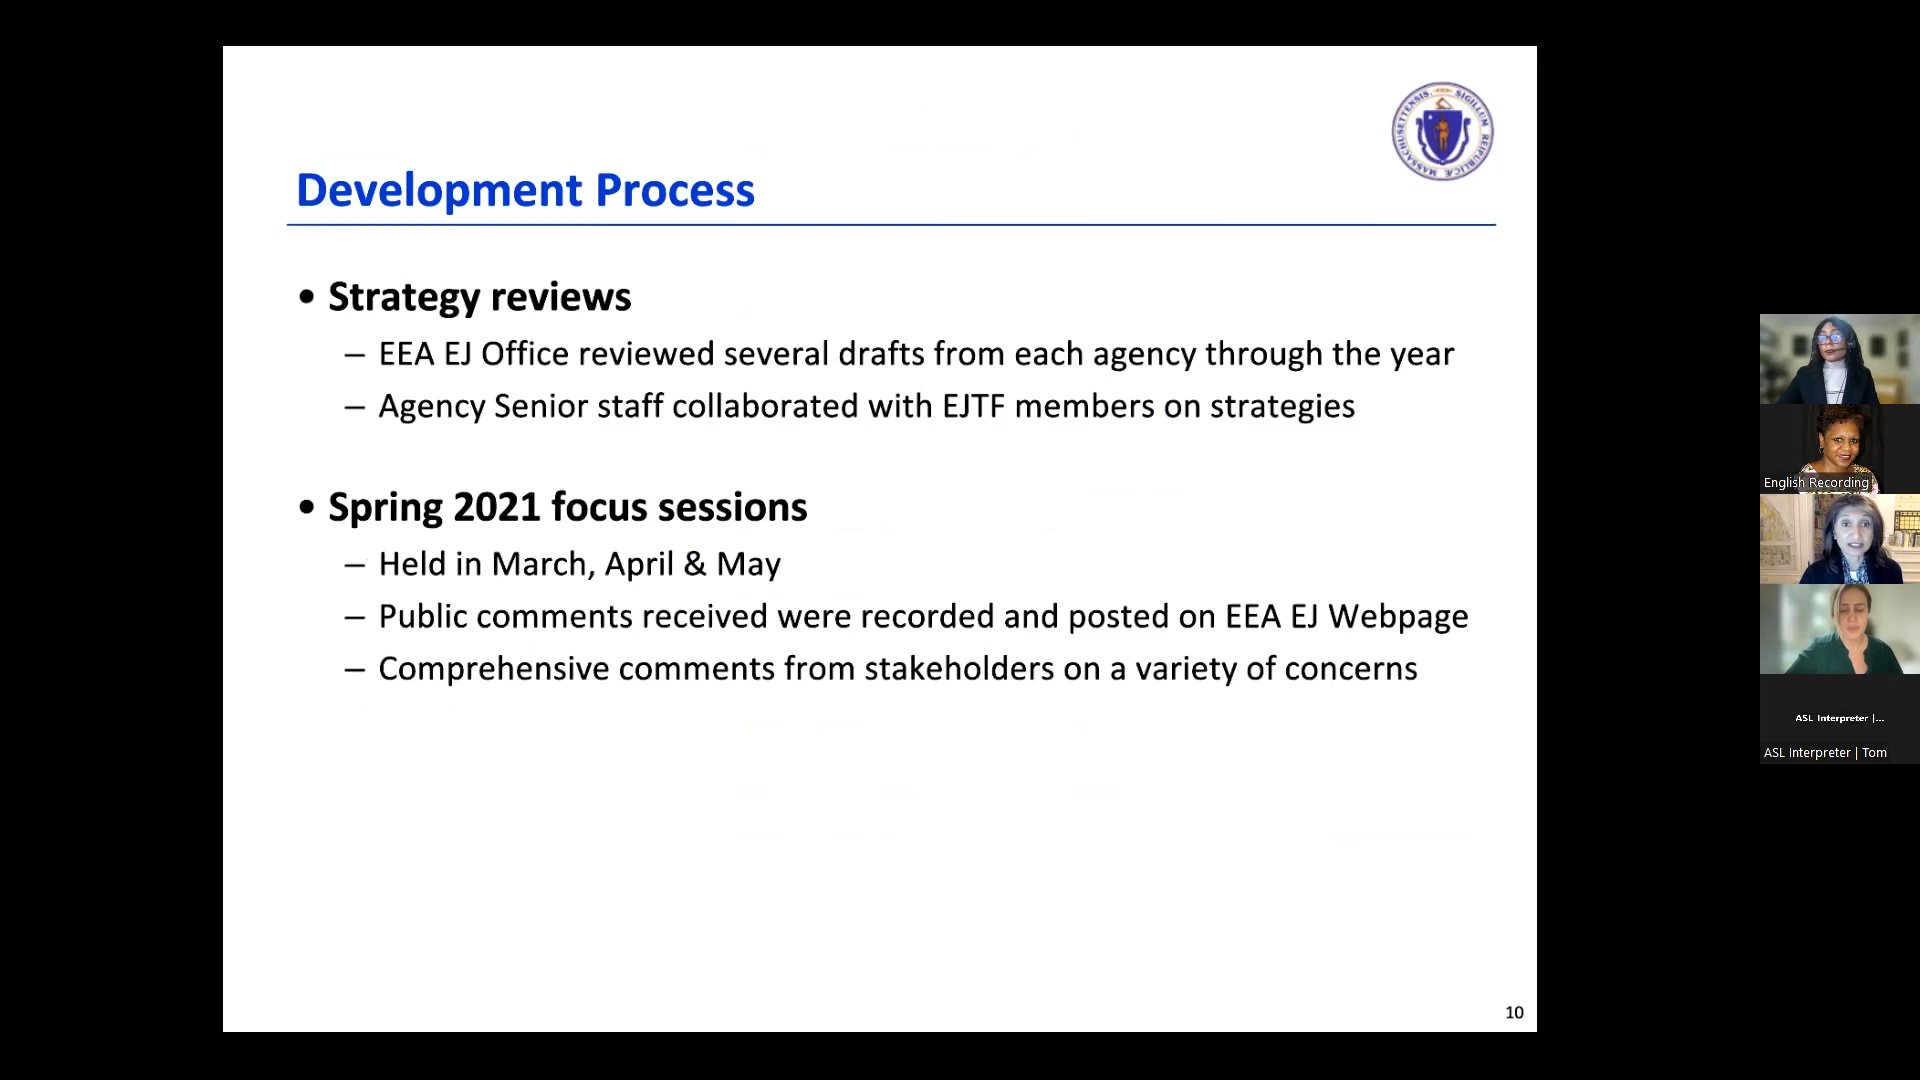 MASSACHUSETTENSIS. SIGILLUM REIPUBLICÆ
Development Process
• Strategy reviews
– EEA EJ Office reviewed several drafts from each agency through the year
– Agency Senior staff collaborated with EJTF members on strategies
• Spring 2021 focus sessions
– Held in March, April & May
– Public comments received were recorded and posted on EEA EJ Webpage
– Comprehensive comments from stakeholders on a variety of concerns
10
English Recording
ASL Interpreter |...
ASL Interpreter | Tom